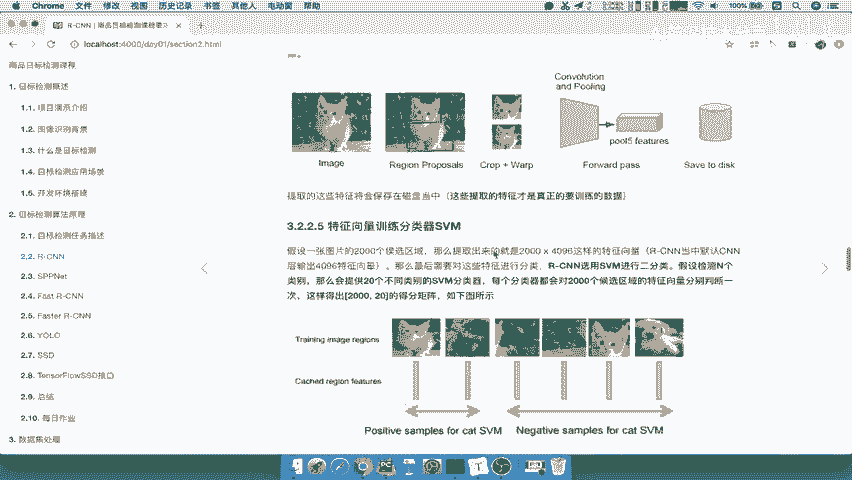 Chrome 文件 修改 视图 历史记录 书签 其他人 电动窗 帮助
100%
R-CNN | 商品目标检测课程
localhost:4000/day01/section2.html
商品目标检测课程
1. 目标检测概述
1.1. 项目演示介绍
1.2. 图像识别背景
1.3. 什么是目标检测
1.4. 目标检测应用场景
1.5. 开发环境搭建
2. 目标检测算法原理
2.1. 目标检测任务描述
2.2. R-CNN
2.3. SPPNet
2.4. Fast R-CNN
2.5. Faster R-CNN
2.6. YOLO
2.7. SSD
2.8. TensorFlowSSD接口
2.9. 总结
2.10. 每日作业
3. 数据集处理
Convolution
and Pooling
pool5 features
Image
Region Proposals
Crop + Warp
Forward pass
Save to disk
提取的这些特征将会保存在磁盘当中（这些提取的特征才是真正的要训练的数据）
3.2.2.5 特征向量训练分类器SVM
假设一张图片的2000个候选区域，那么提取出来的就是2000 x 4096这样的特征向量（R-CNN当中默认CNN
层输出4096特征向量）。那么最后需要对这些特征进行分类，R-CNN选用SVM进行二分类。假设检测N个
类别，那么会提供20个不同类别的SVM分类器，每个分类器都会对2000个候选区域的特征向量分别判断一
次，这样得出[2000, 20]的得分矩阵，如下图所示
Training image regions
Cached region features
Positive samples for cat SVM
Negative samples for cat SVM